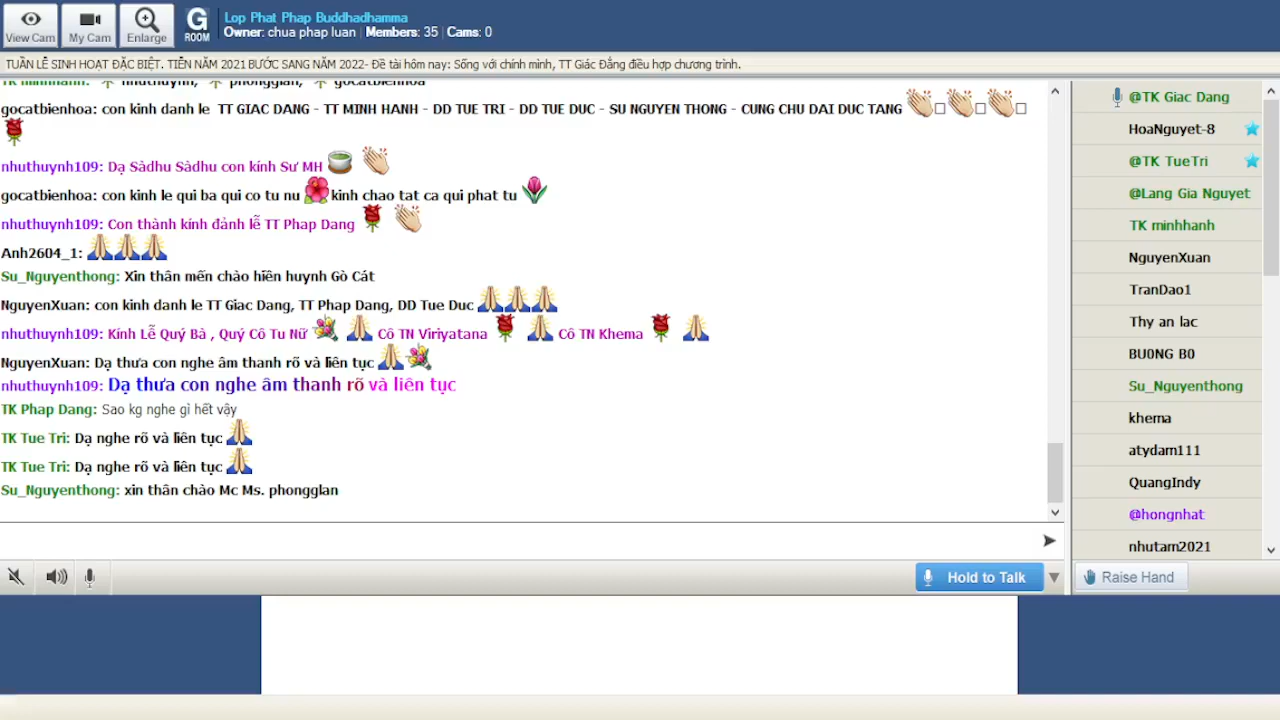 View Cam
My Cam
Enlarge
G
ROOM
Lop Phat Phap Buddhadhamma
Owner: chua phap luan | Members: 35 | Cams: 0
TUẦN LỄ SINH HOẠT ĐẶC BIỆT. TIỄN NĂM 2021 BƯỚC SANG NĂM 2022- Đề tài hôm nay: Sống với chính mình, TT Giác Đẳng điều hợp chương trình.
TK minhhanh: nhuthuynh, phongglan, gocatbienhoa
gocatbienhoa: con kinh danh le TT GIAC DANG - TT MINH HANH - DD TUE TRI - DD TUE DUC - SU NGUYEN THONG - CUNG CHU DAI DUC TANG
nhuthuynh109: Dạ Sàdhu Sàdhu con kính Sư MH
gocatbienhoa: con kinh le qui ba qui co tu nu kinh chao tat ca qui phat tu
nhuthuynh109: Con thành kính đảnh lễ TT Phap Dang
Anh2604_1:
Su_Nguyenthong: Xin thân mến chào hiền huynh Gò Cát
NguyenXuan: con kinh danh le TT Giac Dang, TT Phap Dang, DD Tue Duc
nhuthuynh109: Kính Lễ Quý Bà , Quý Cô Tu Nữ Cô TN Viriyatana Cô TN Khema
NguyenXuan: Dạ thưa con nghe âm thanh rõ và liên tục
nhuthuynh109: Dạ thưa con nghe âm thanh rõ và liên tục
TK Phap Dang: Sao kg nghe gì hết vậy
TK Tue Tri: Dạ nghe rõ và liên tục
TK Tue Tri: Dạ nghe rõ và liên tục
Su_Nguyenthong: xin thân chào Mc Ms. phongglan
Hold to Talk
@TK Giac Dang
HoaNguyet-8
@TK TueTri
@Lang Gia Nguyet
TK minhhanh
NguyenXuan
TranDao1
Thy an lac
BU0NG B0
Su_Nguyenthong
khema
atydam111
QuangIndy
@hongnhat
nhutam2021
Raise Hand